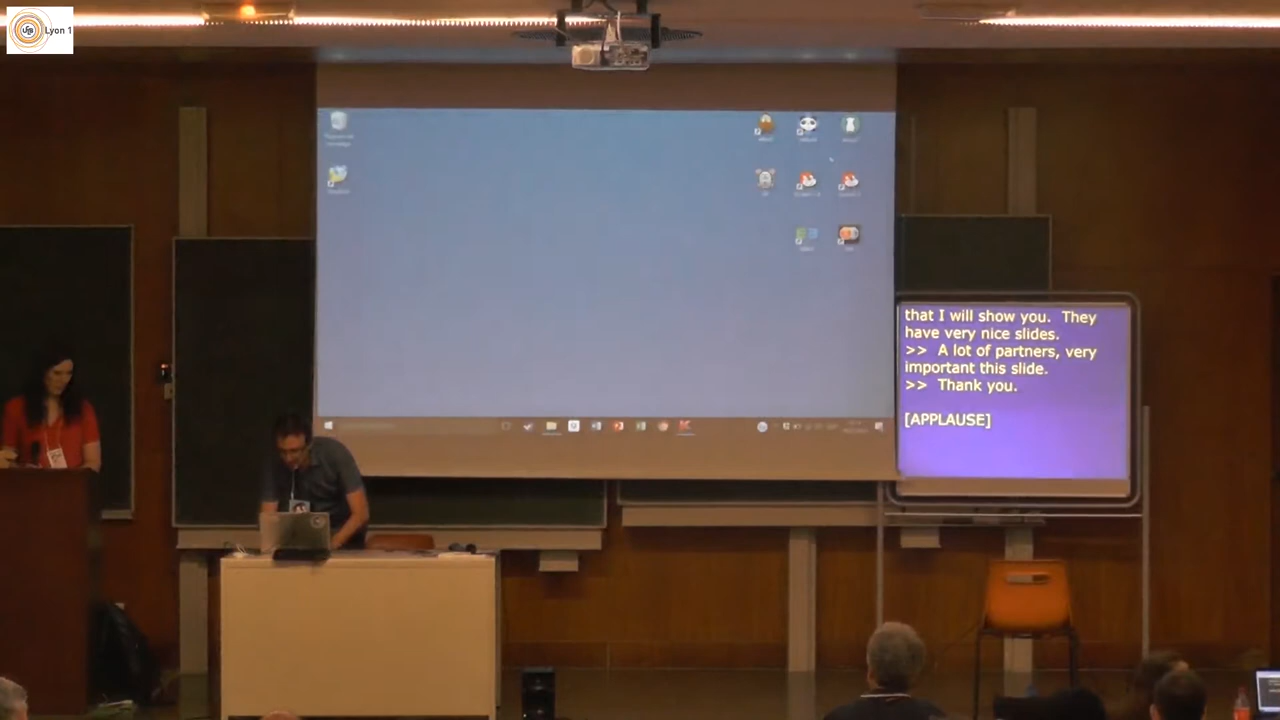 Lyon 1
that I will show you. They
have very nice slides.
>> A lot of partners, very
important this slide.
>> Thank you.
[APPLAUSE]